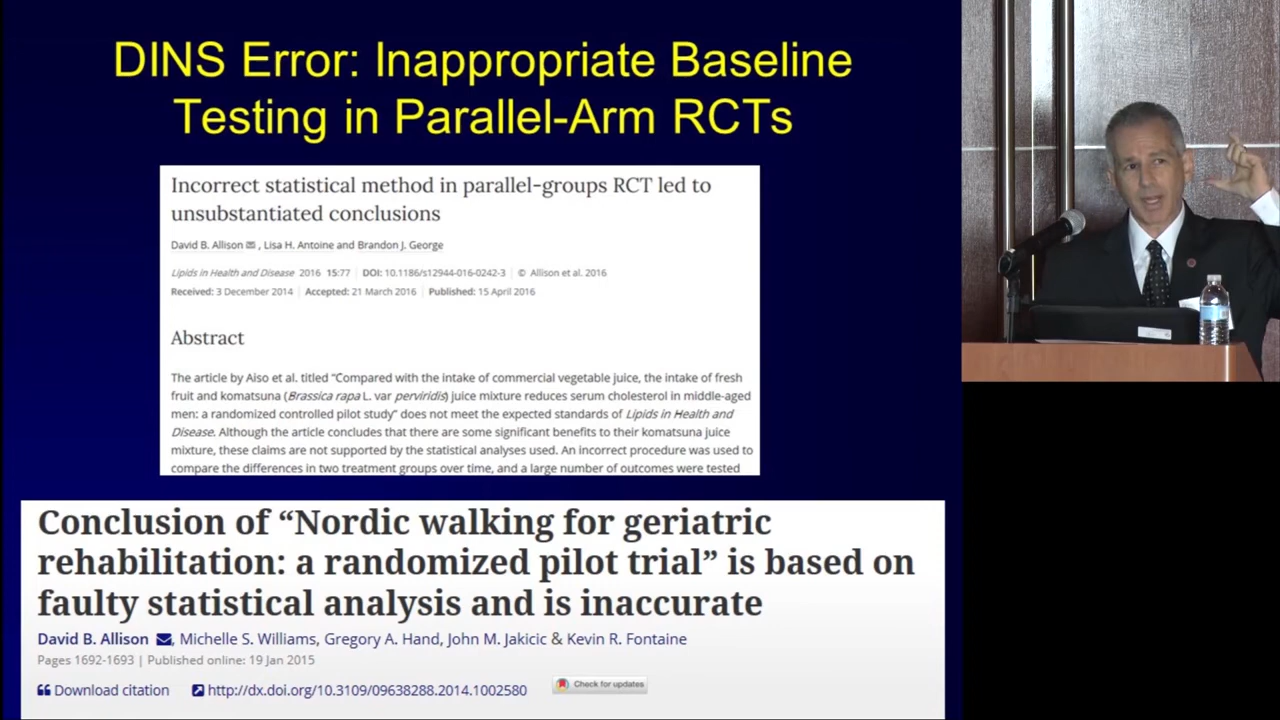 DINS Error: Inappropriate Baseline
Testing in Parallel-Arm RCTs
Incorrect statistical method in parallel-groups RCT led to
unsubstantiated conclusions
David B. Allison, Lisa H. Antoine and Brandon J. George
Lipids in Health and Disease 2016 15:77 | DOI: 10.1186/s12944-016-0242-3 | © Allison et al. 2016
Received: 3 December 2014 | Accepted: 21 March 2016 | Published: 15 April 2016
Abstract
The article by Aiso et al. titled “Compared with the intake of commercial vegetable juice, the intake of fresh
fruit and komatsuna (Brassica rapa L. var perviridis) juice mixture reduces serum cholesterol in middle-aged
men: a randomized controlled pilot study” does not meet the expected standards of Lipids in Health and
Disease. Although the article concludes that there are some significant benefits to their komatsuna juice
mixture, these claims are not supported by the statistical analyses used. An incorrect procedure was used to
compare the differences in two treatment groups over time, and a large number of outcomes were tested
Conclusion of “Nordic walking for geriatric
rehabilitation: a randomized pilot trial” is based on
faulty statistical analysis and is inaccurate
David B. Allison, Michelle S. Williams, Gregory A. Hand, John M. Jakicic & Kevin R. Fontaine
Pages 1692-1693 | Published online: 19 Jan 2015
Download citation http://dx.doi.org/10.3109/09638288.2014.1002580 Check for updates